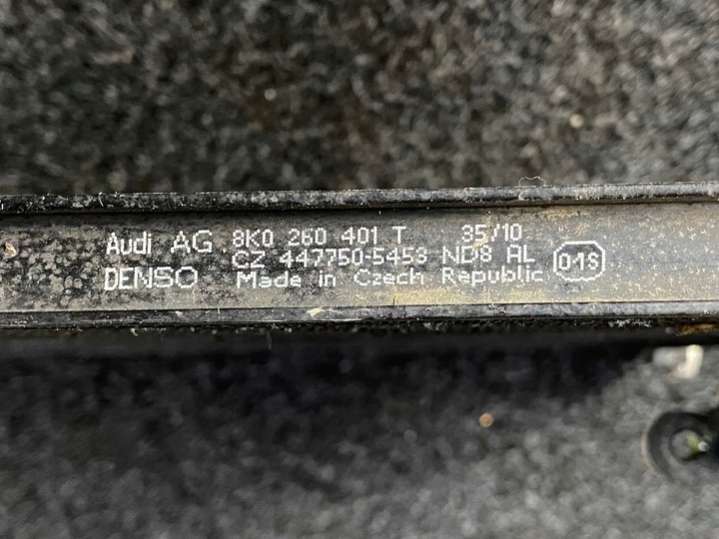 Audi AG 8K0 260 401 T 35/10
CZ 447750-5453 ND8 AL
DENSO Made in Czech Republic
01S